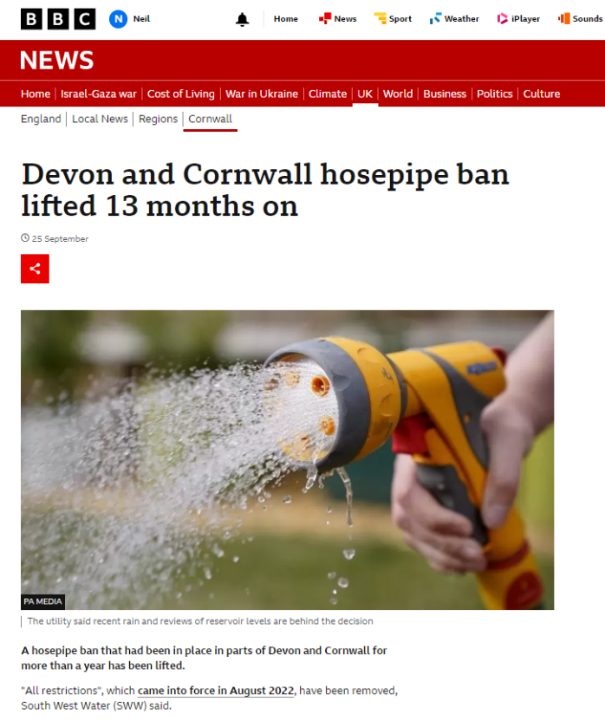 BBC N Neil Home News Sport Weather iPlayer Sounds
NEWS
Home Israel-Gaza war Cost of Living War in Ukraine Climate UK World Business Politics Culture
England Local News Regions Cornwall
Devon and Cornwall hosepipe ban
lifted 13 months on
25 September
PA MEDIA
The utility said recent rain and reviews of reservoir levels are behind the decision
A hosepipe ban that had been in place in parts of Devon and Cornwall for
more than a year has been lifted.
"All restrictions", which came into force in August 2022, have been removed,
South West Water (SWW) said.